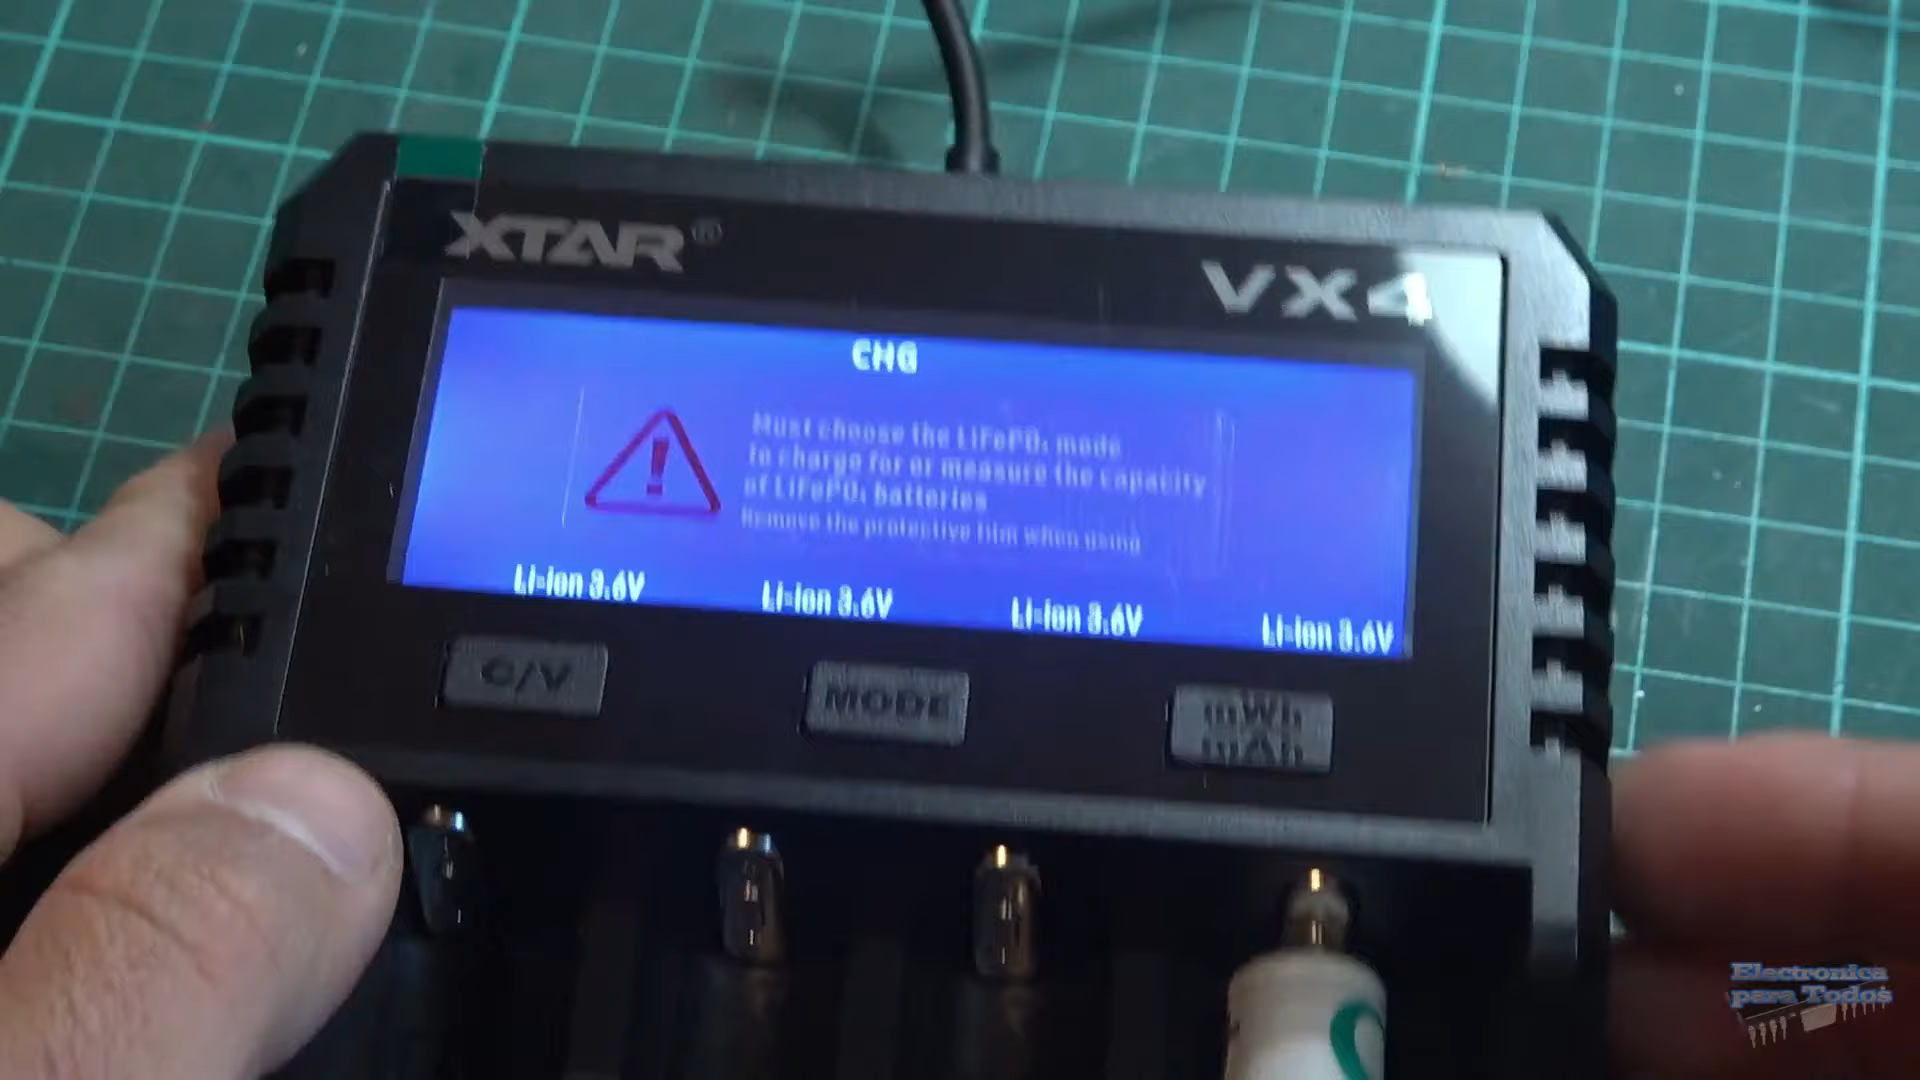 XTAR®
VX4
CHG
Must choose the LiFePO₄ mode
to charge for or measure the capacity
of LiFePO₄ batteries
Remove the protective film when using
Li-ion 3.6V
Li-ion 3.6V
Li-ion 3.6V
Li-ion 3.6V
C/V
MODE
mWh
mAh
Electronica
para Todos